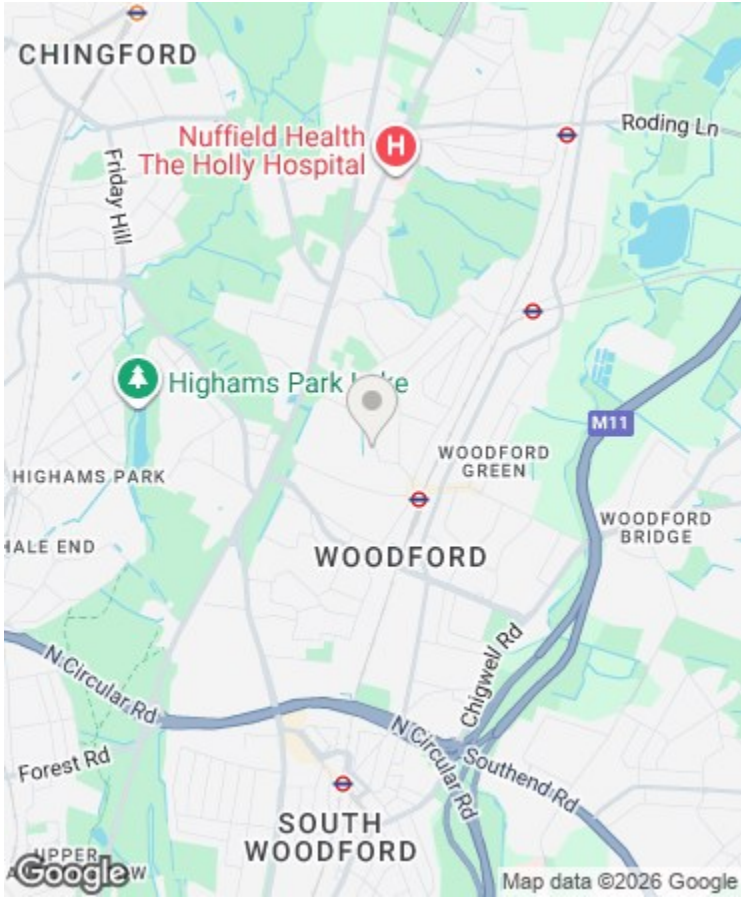 CHINGFORD
Roding Ln
Nuffield Health
The Holly Hospital
H
Friday Hill
Highams Park Lake
M11
WOODFORD
GREEN
HIGHAMS PARK
WOODFORD
BRIDGE
HALE END
WOODFORD
Chigwell Rd
N Circular Rd
N Circular Rd
Southend Rd
Forest Rd
SOUTH
WOODFORD
UPPER
Google
Map data ©2026 Google